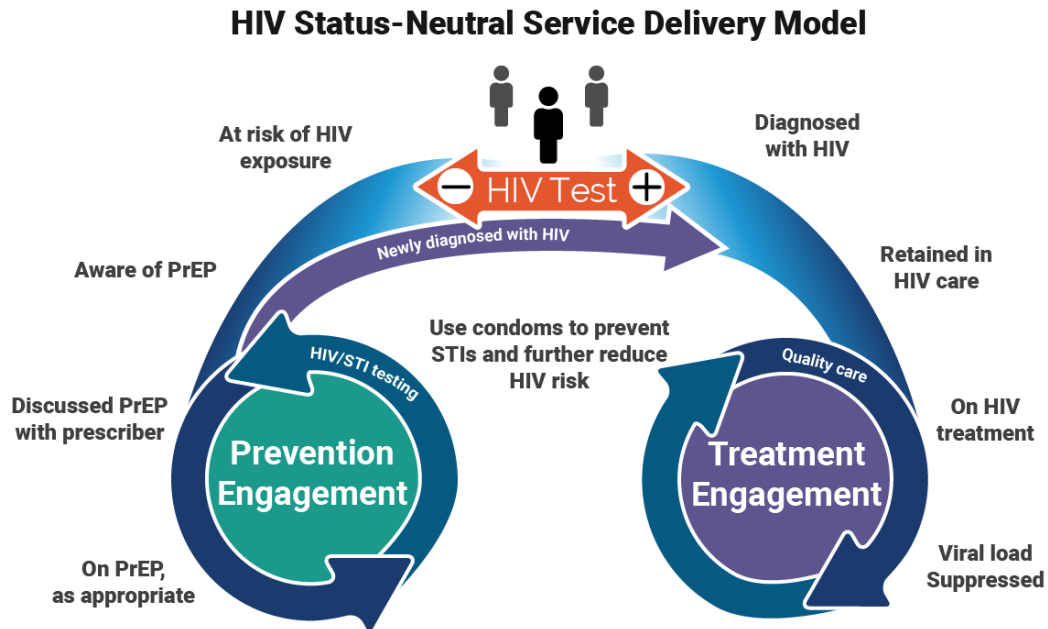 HIV Status-Neutral Service Delivery Model
At risk of HIV
exposure
Diagnosed
with HIV
− HIV Test +
Newly diagnosed with HIV
Aware of PrEP
Retained in
HIV care
Use condoms to prevent
STIs and further reduce
HIV risk
HIV/STI testing
Quality care
Discussed PrEP
with prescriber
Prevention
Engagement
Treatment
Engagement
On HIV
treatment
On PrEP,
as appropriate
Viral load
Suppressed